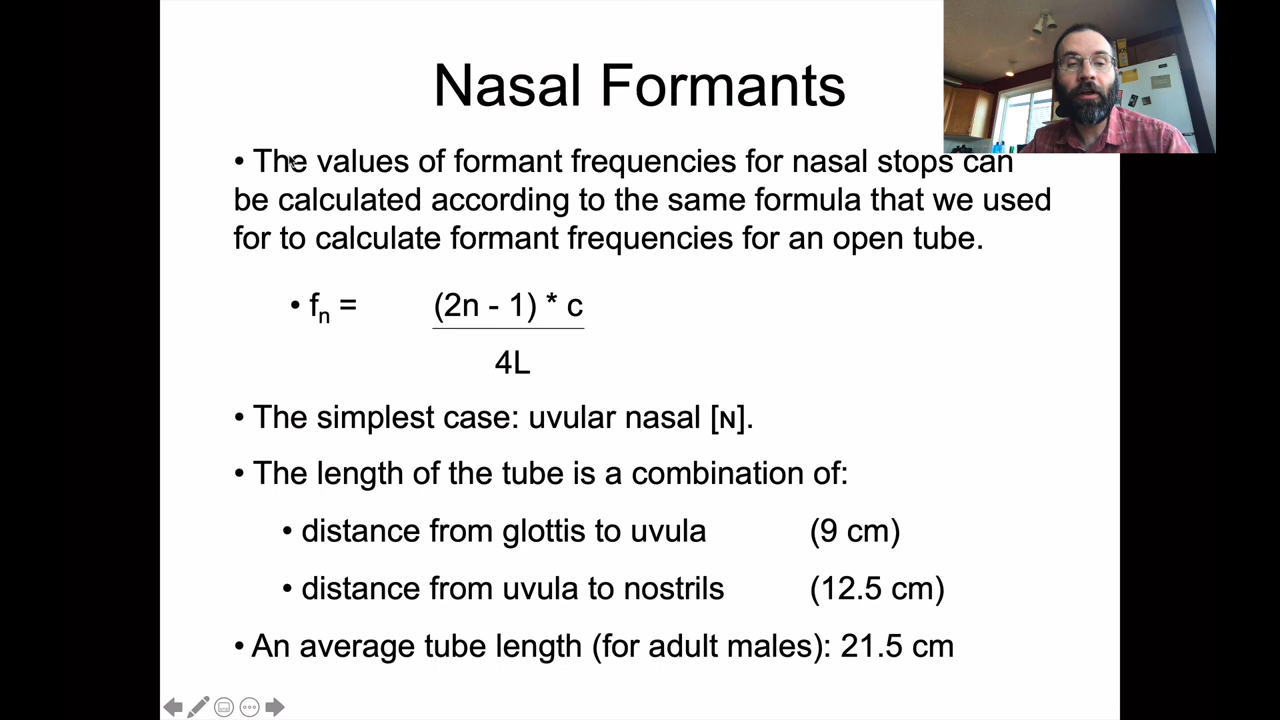 Nasal Formants
• The values of formant frequencies for nasal stops can
be calculated according to the same formula that we used
for to calculate formant frequencies for an open tube.
• fn = (2n - 1) * c
4L
• The simplest case: uvular nasal [ɴ].
• The length of the tube is a combination of:
• distance from glottis to uvula (9 cm)
• distance from uvula to nostrils (12.5 cm)
• An average tube length (for adult males): 21.5 cm